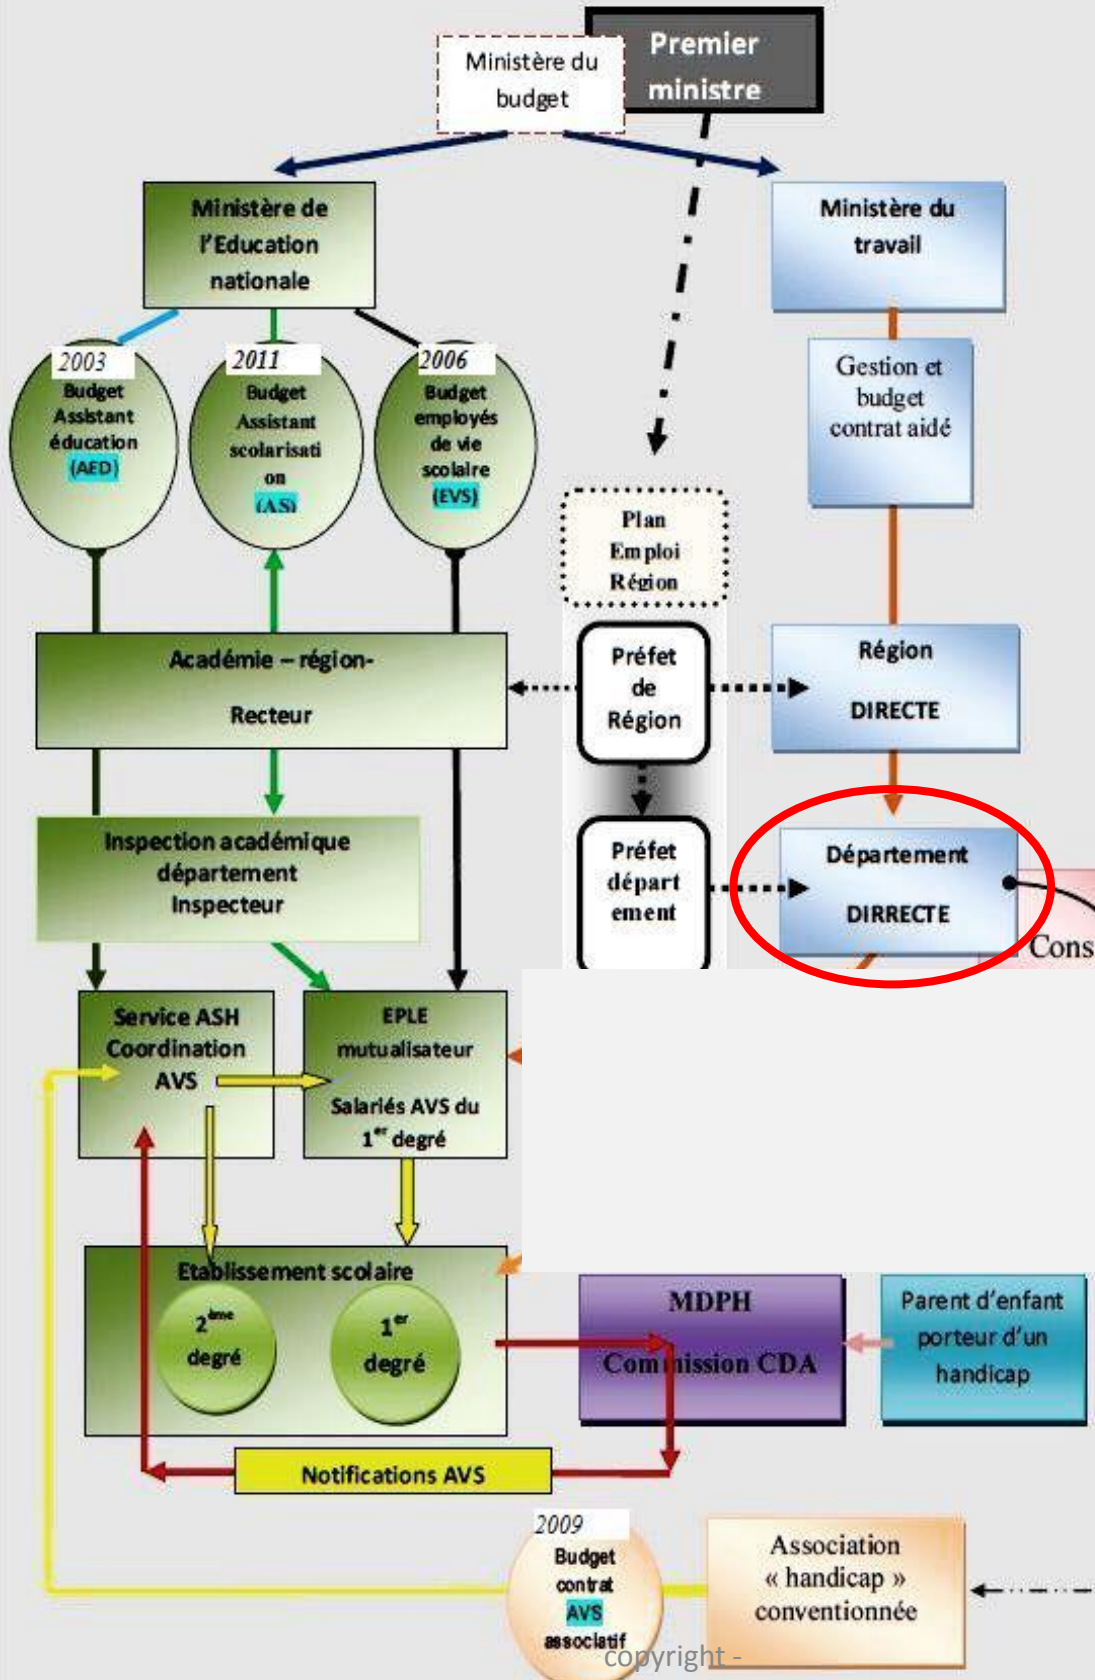 Ministère du
budget
Premier
ministre
Ministère de
l'Education
nationale
Ministère du
travail
2003
Budget
Assistant
éducation
(AED)
2011
Budget
Assistant
scolarisati
on
(AS)
2006
Budget
employés
de vie
scolaire
(EVS)
Gestion et
budget
contrat aidé
Plan
Emploi
Région
Académie – région-
Recteur
Préfet
de
Région
Région
DIRECTE
Inspection académique
département
Inspecteur
Préfet
départ
ement
Département
DIRRECTE
Cons
Service ASH
Coordination
AVS
EPLE
mutualisateur
Salariés AVS du
1er degré
Etablissement scolaire
2ème
degré
1er
degré
MDPH
Commission CDA
Parent d'enfant
porteur d'un
handicap
Notifications AVS
2009
Budget
contrat
AVS
associatif
Association
« handicap »
conventionnée
copyright -